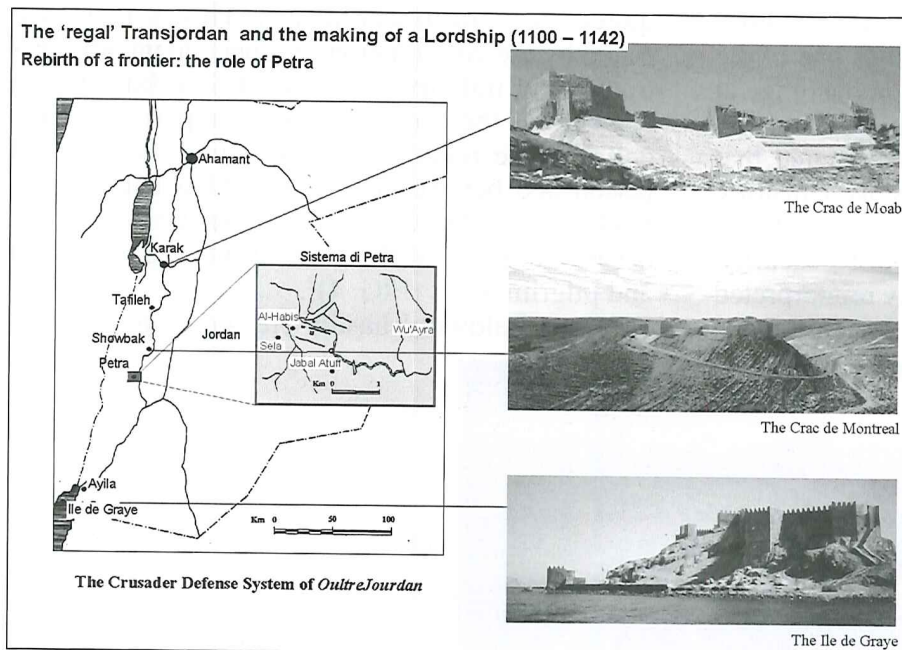 The 'regal' Transjordan and the making of a Lordship (1100 – 1142)
Rebirth of a frontier: the role of Petra
Ahamant
Karak
Tafileh
Showbak
Petra
Jordan
Ayila
Ile de Graye
Km 0 50 100
Sistema di Petra
Al-Habis
Sela
Wu'Ayra
Jabal Atuff
Km 0 1
The Crusader Defense System of OultreJourdan
The Crac de Moab
The Crac de Montreal
The Ile de Graye